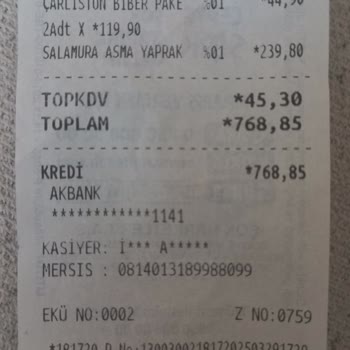 ÇARLİSTON BİBER PAKE %01 *44,90
2Adt X *119,90
SALAMURA ASMA YAPRAK %01 *239,80
TOPKDV *45,30
TOPLAM *768,85
KREDİ *768,85
AKBANK
************1141
KASİYER: İ*** A*****
MERSIS : 0814013189988099
EKÜ NO:0002 Z NO:0759